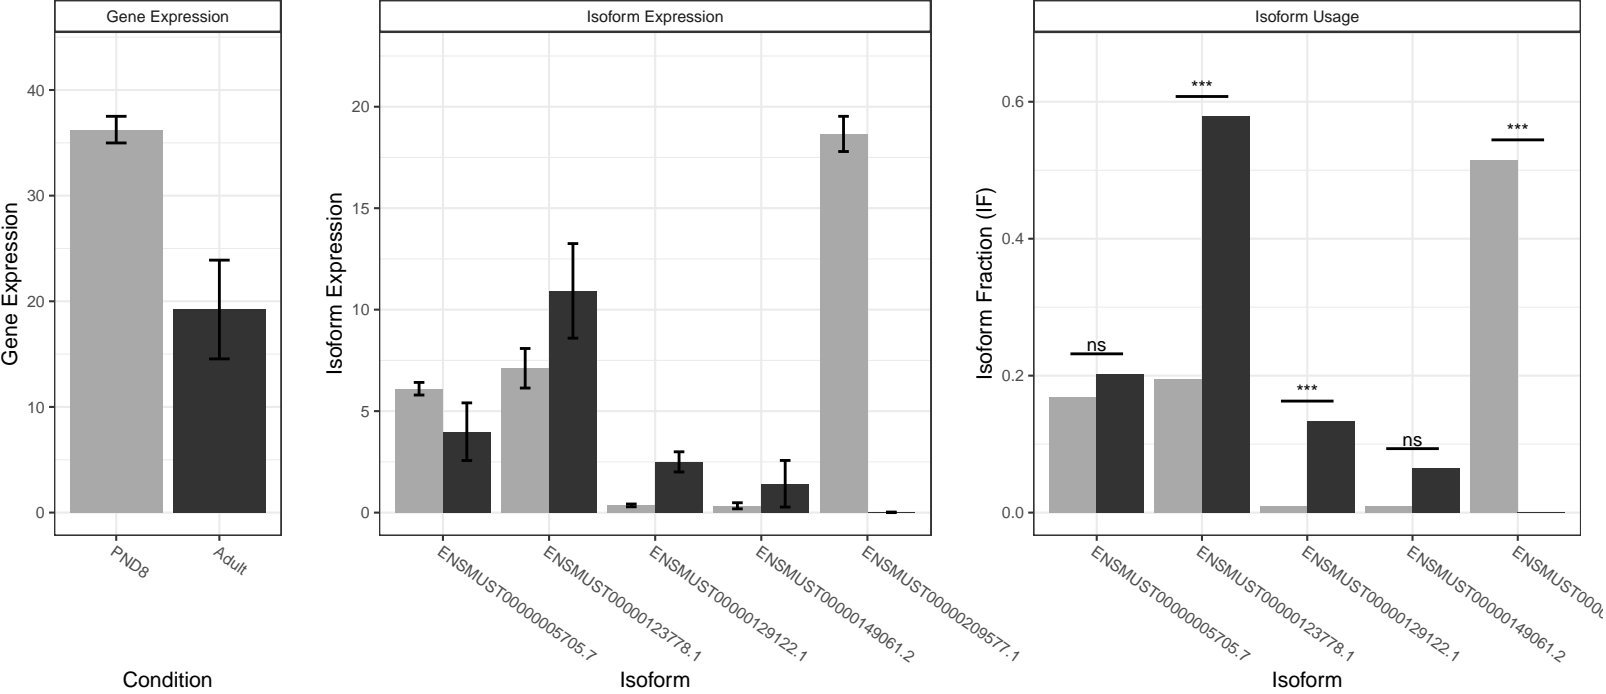 Gene Expression
Isoform Expression
Isoform Usage
Gene Expression
40
30
20
10
0
PND8
Adult
Condition
Isoform Expression
20
15
10
5
0
ENSMUST00000005705.7
ENSMUST00000123778.1
ENSMUST00000129122.1
ENSMUST00000149061.2
ENSMUST00000209577.1
Isoform
Isoform Fraction (IF)
0.6
0.4
0.2
0.0
ns
***
***
ns
***
ENSMUST00000005705.7
ENSMUST00000123778.1
ENSMUST00000129122.1
ENSMUST00000149061.2
Isoform